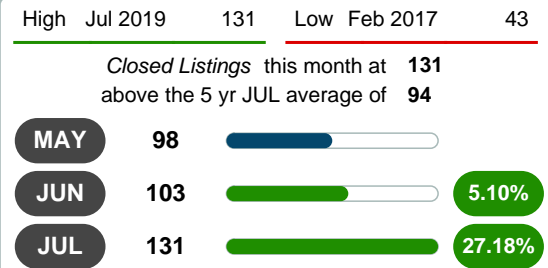 High Jul 2019 131 Low Feb 2017 43
Closed Listings this month at 131
above the 5 yr JUL average of 94
MAY 98
JUN 103 5.10%
JUL 131 27.18%